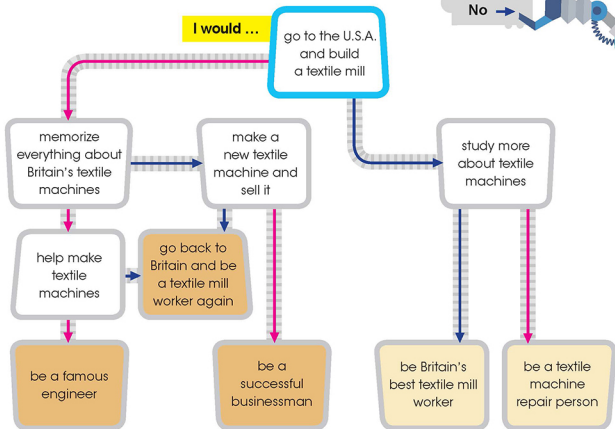 No
I would ...
go to the U.S.A.
and build
a textile mill
memorize
everything about
Britain's textile
machines
make a
new textile
machine and
sell it
study more
about textile
machines
help make
textile
machines
go back to
Britain and be
a textile mill
worker again
be a famous
engineer
be a
successful
businessman
be Britain's
best textile mill
worker
be a textile
machine
repair person